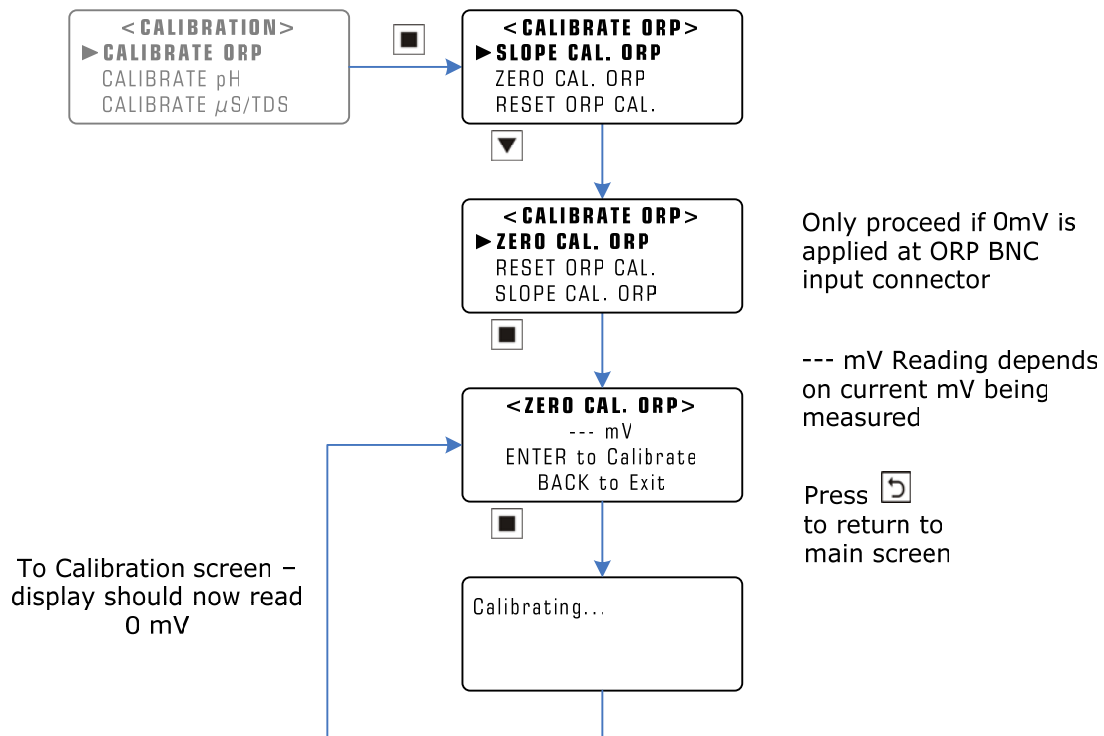 <CALIBRATION>
►CALIBRATE ORP
CALIBRATE pH
CALIBRATE µS/TDS
<CALIBRATE ORP>
►SLOPE CAL. ORP
ZERO CAL. ORP
RESET ORP CAL.
<CALIBRATE ORP>
►ZERO CAL. ORP
RESET ORP CAL.
SLOPE CAL. ORP
Only proceed if 0mV is
applied at ORP BNC
input connector
<ZERO CAL. ORP>
--- mV
ENTER to Calibrate
BACK to Exit
--- mV Reading depends
on current mV being
measured
Press
to return to
main screen
To Calibration screen –
display should now read
0 mV
Calibrating...